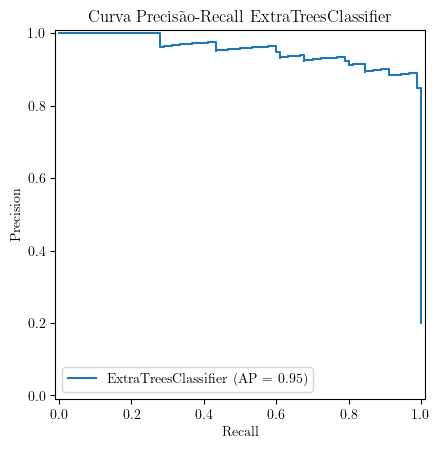 Curva Precisão-Recall ExtraTreesClassifier
1.0
0.8
0.6
0.4
0.2
0.0
Precision
ExtraTreesClassifier (AP = 0.95)
0.0 0.2 0.4 0.6 0.8 1.0
Recall